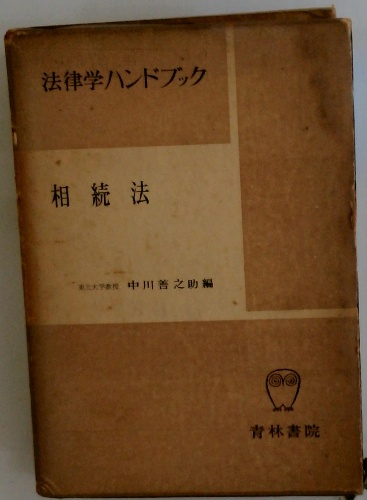 法律学ハンドブック
相続法
東北大学教授 中川善之助編
青林書院